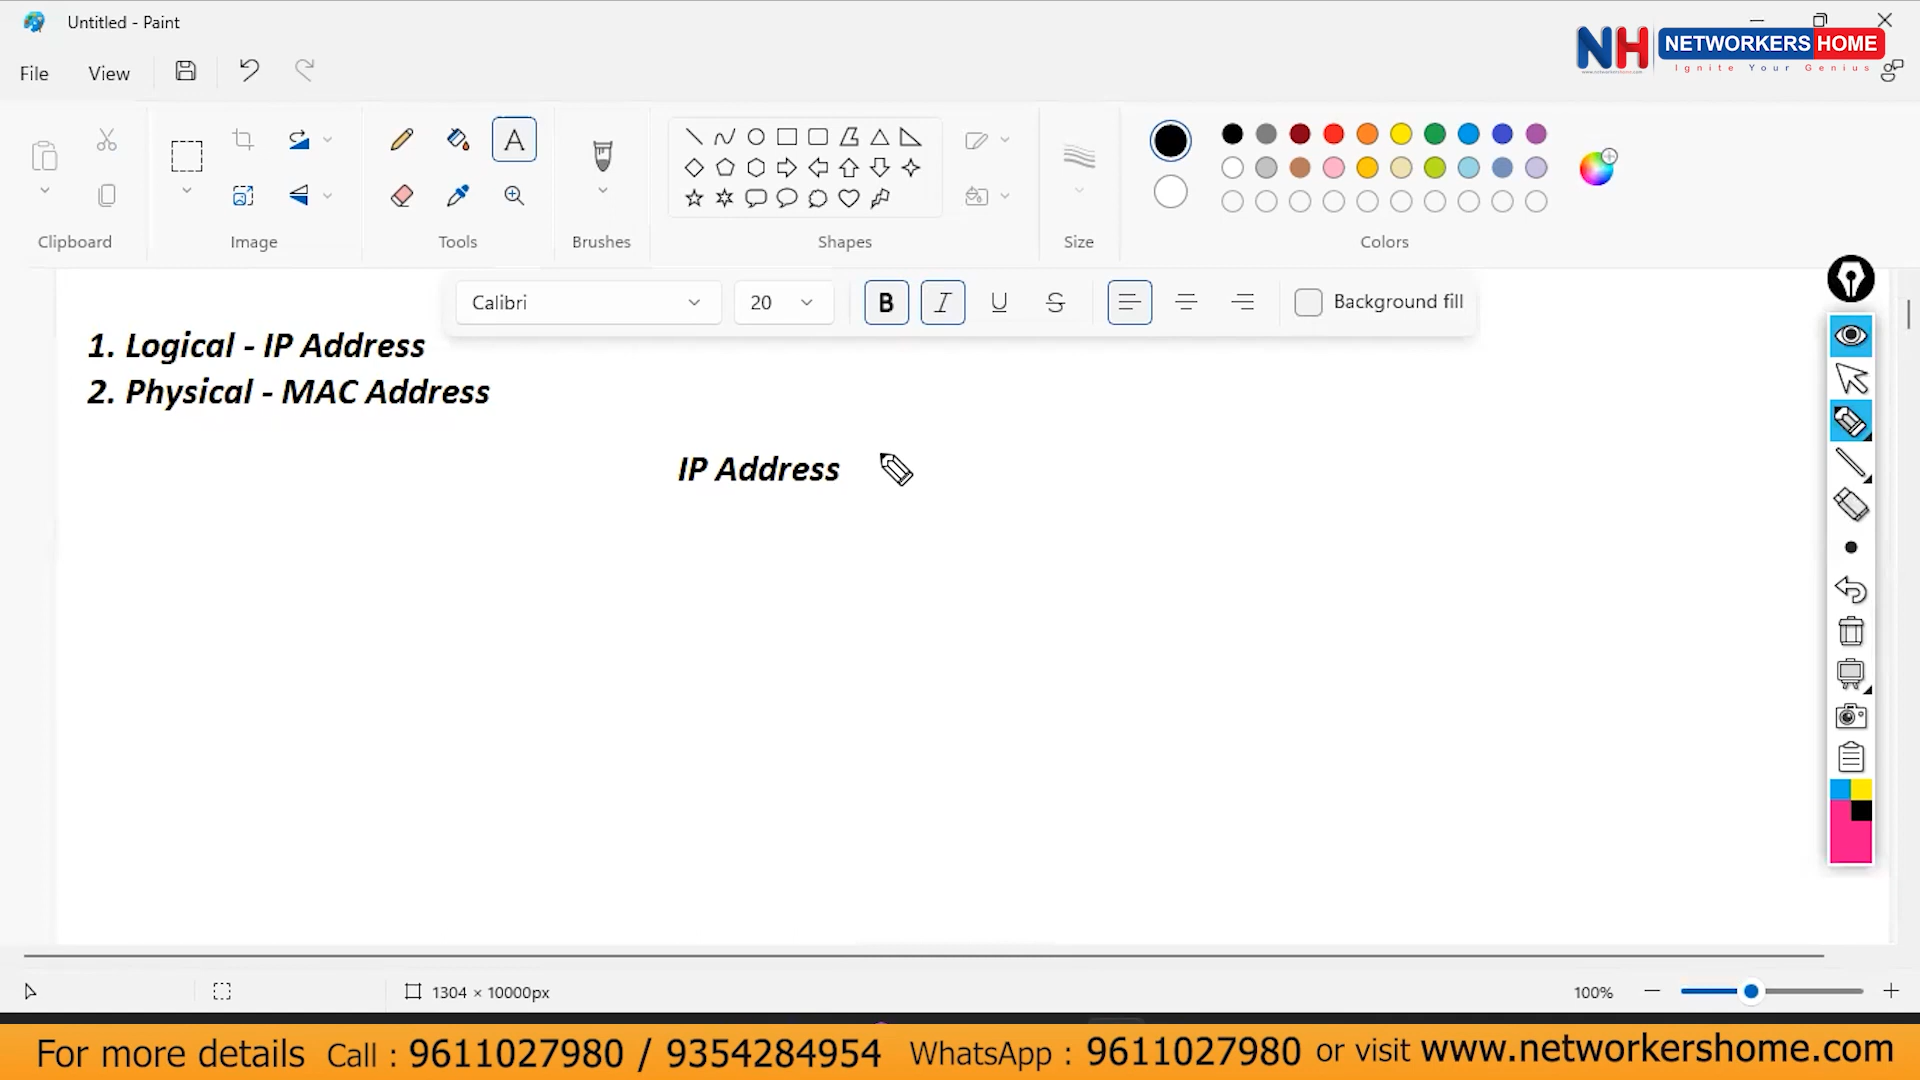 Untitled - Paint
NH NETWORKERS HOME
Ignite Your Genius
File View
Clipboard Image Tools Brushes Shapes Size Colors
Calibri 20 B I U S Background fill
1. Logical - IP Address
2. Physical - MAC Address
IP Address
1304 × 10000px 100%
For more details Call : 9611027980 / 9354284954 WhatsApp : 9611027980 or visit www.networkershome.com